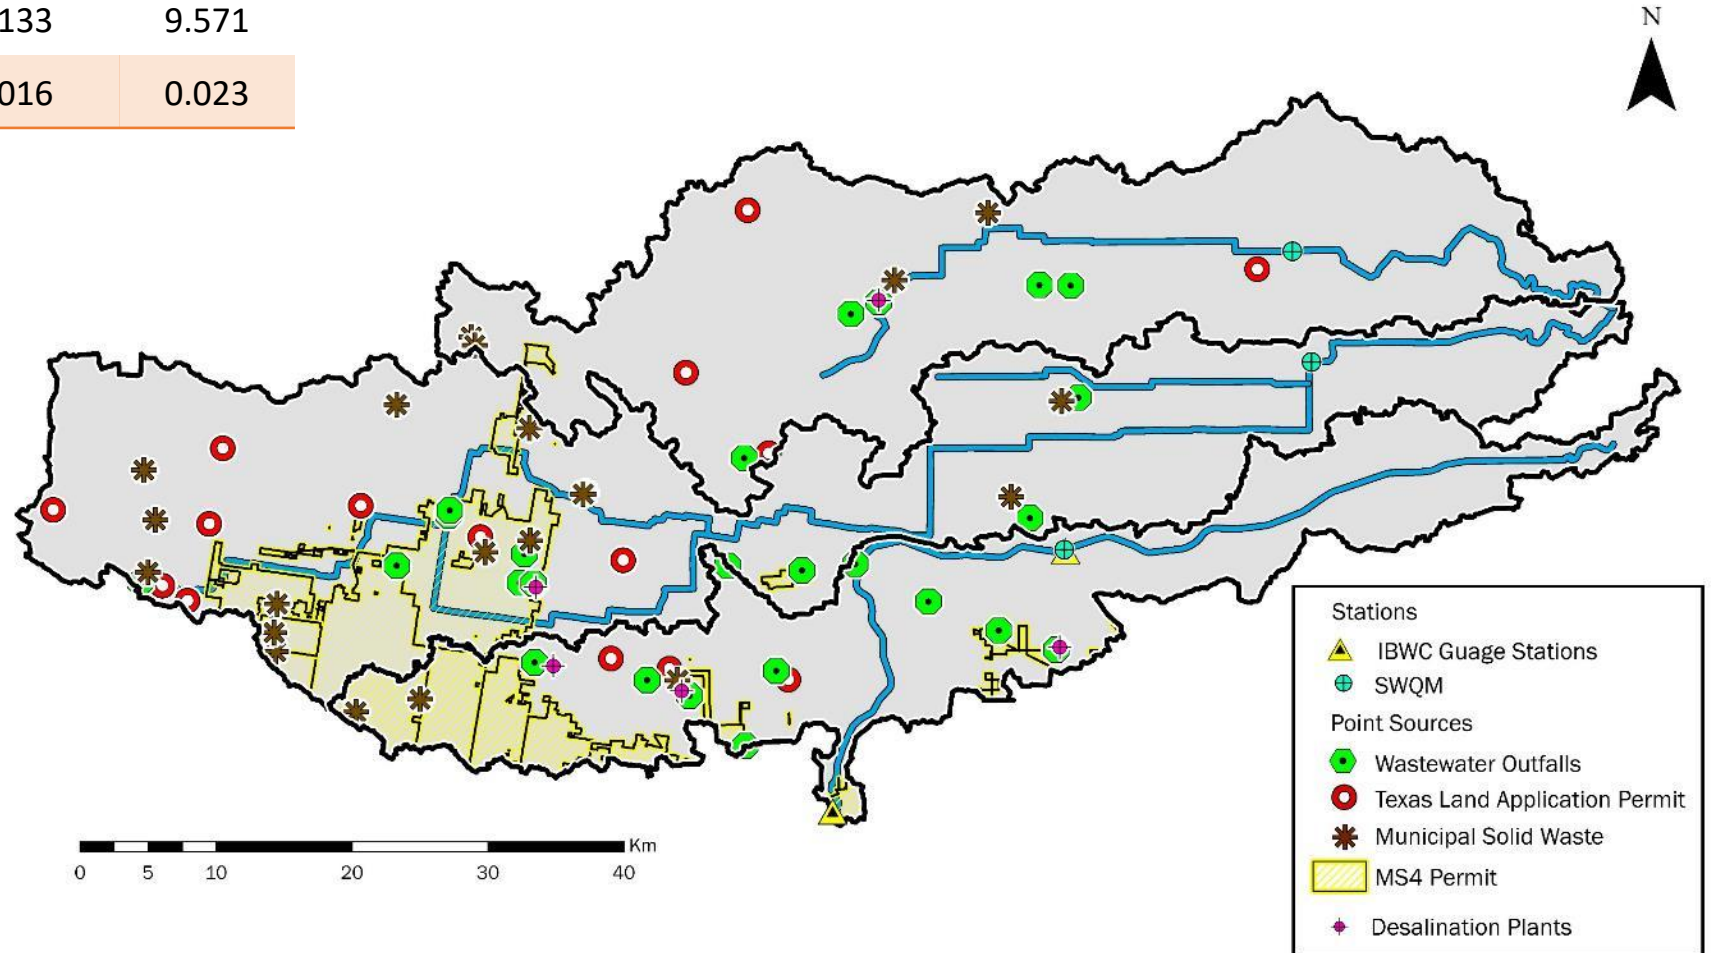 133 9.571
016 0.023
N
Stations
IBWC Guage Stations
SWQM
Point Sources
Wastewater Outfalls
Texas Land Application Permit
Municipal Solid Waste
MS4 Permit
Desalination Plants
Km
0 5 10 20 30 40